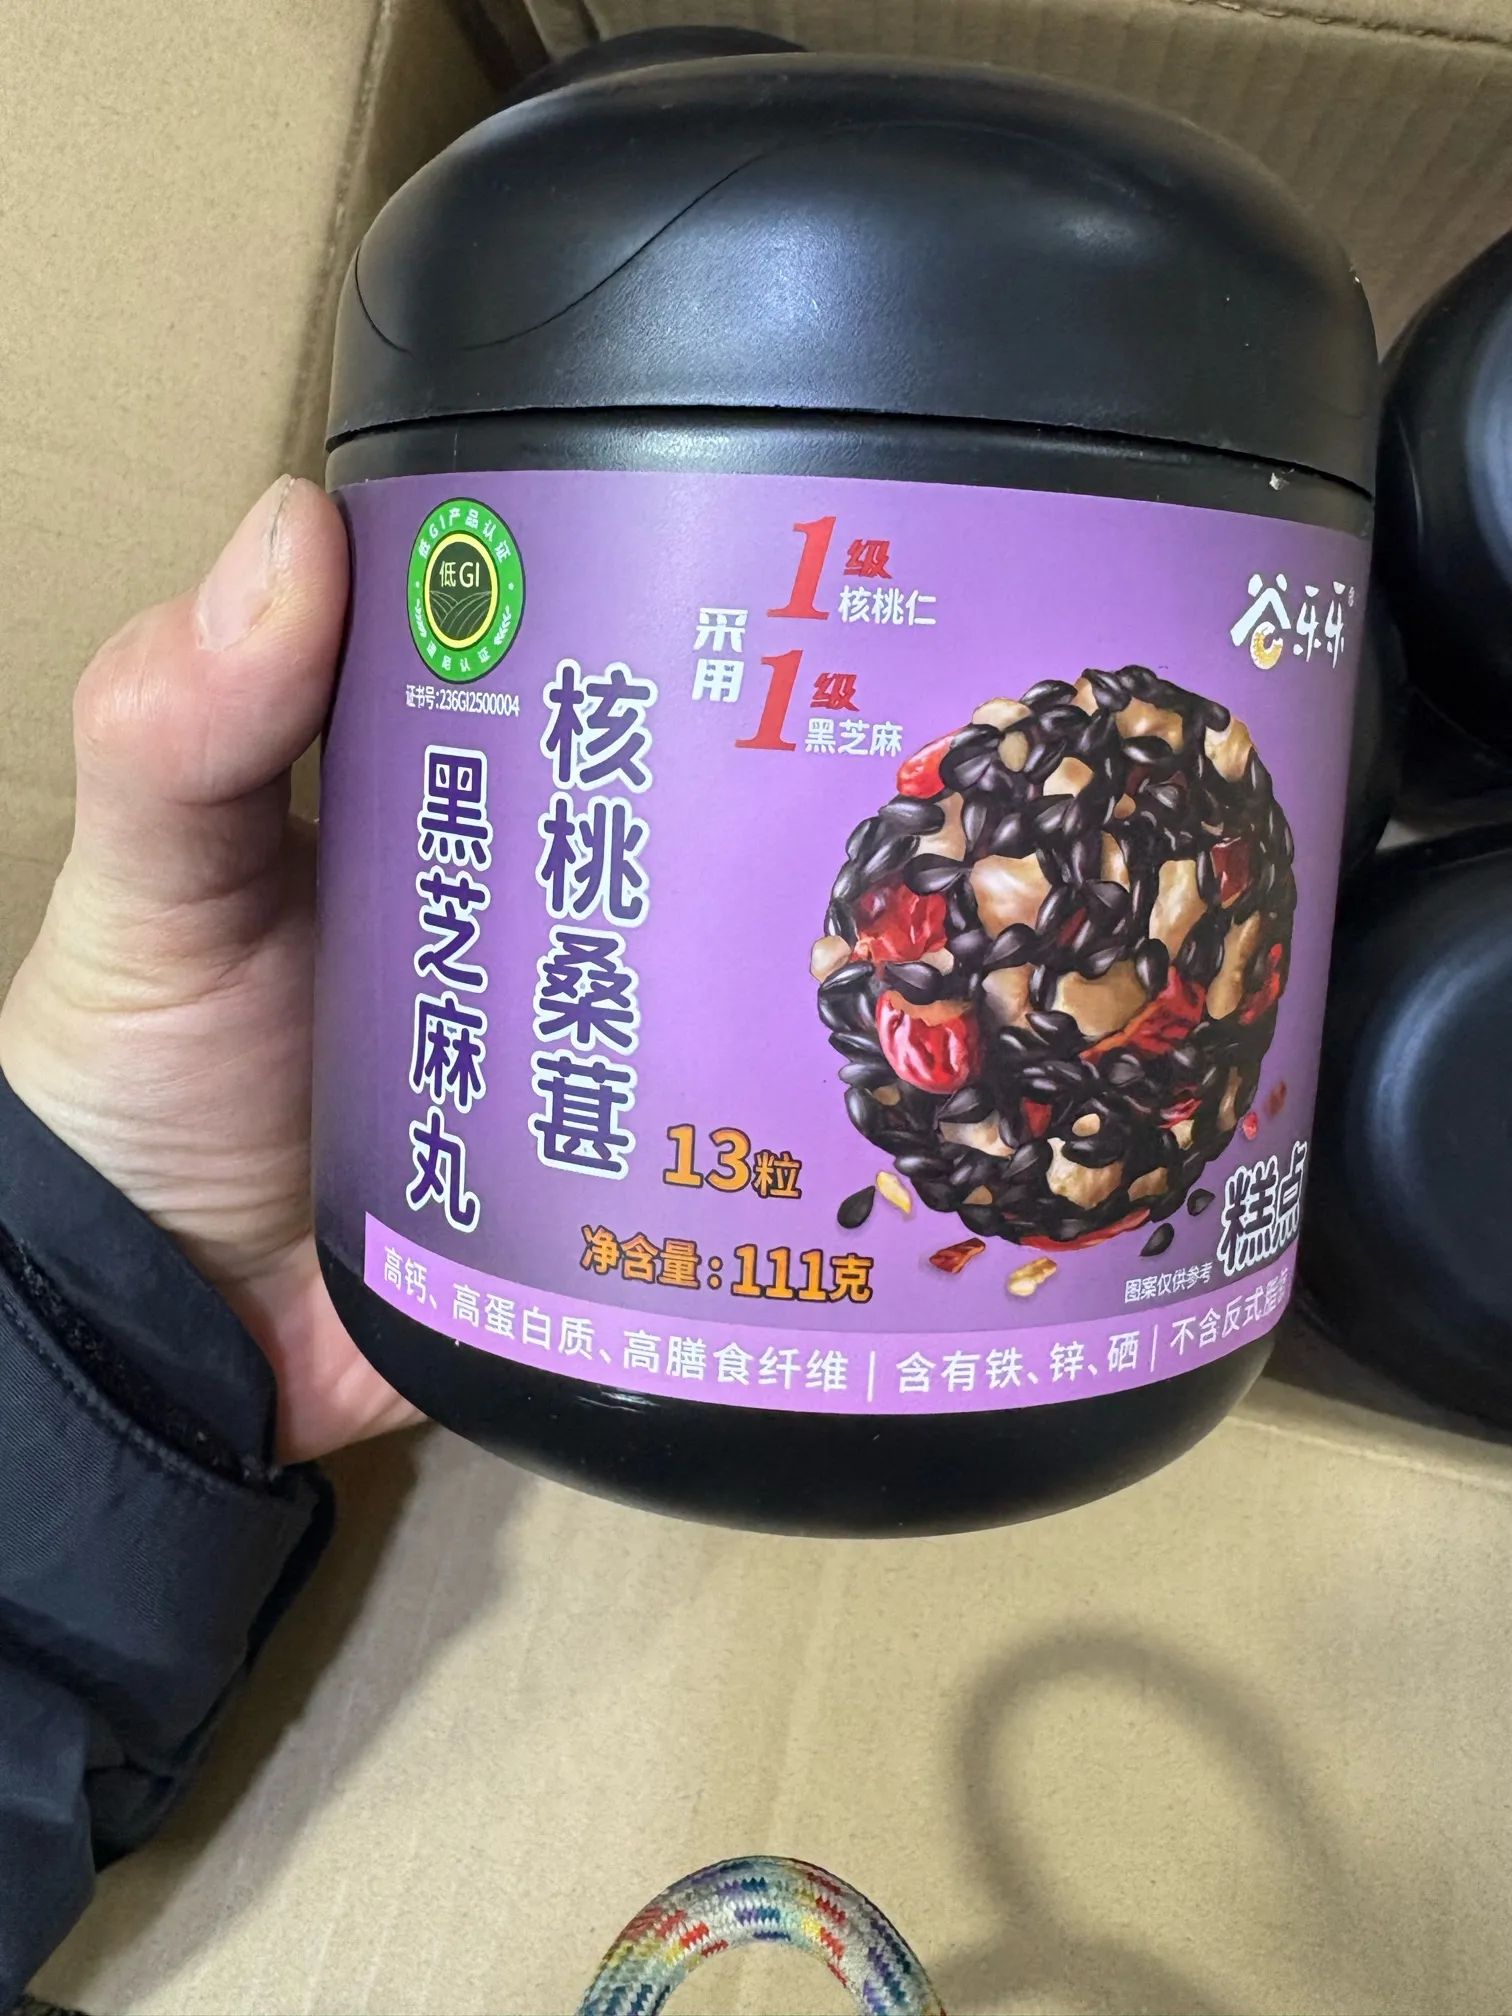 低GI产品认证
低GI
证书号:236GI2500004
采用
1级
核桃仁
1级
黑芝麻
谷乐乐
核桃桑葚
黑芝麻丸
13粒
净含量:111克
糕点
图案仅供参考
高钙、高蛋白质、高膳食纤维|含有铁、锌、硒|不含反式脂